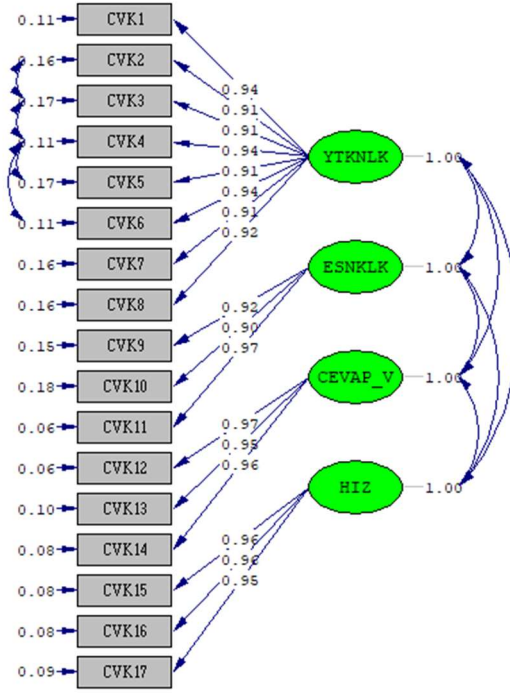 0.11 CVK1
0.16 CVK2
0.94
0.17 CVK3
0.91
0.91
0.11 CVK4
0.94
YTKNLK 1.00
0.17 CVK5
0.91
0.94
0.11 CVK6
0.91
0.92
0.16 CVK7
ESNKLK 1.00
0.16 CVK8
0.92
0.15 CVK9
0.90
0.97
0.18 CVK10
CEVAP_V 1.00
0.06 CVK11
0.97
0.06 CVK12
0.95
0.96
HIZ 1.00
0.10 CVK13
0.08 CVK14
0.96
0.96
0.08 CVK15
0.95
0.08 CVK16
0.09 CVK17